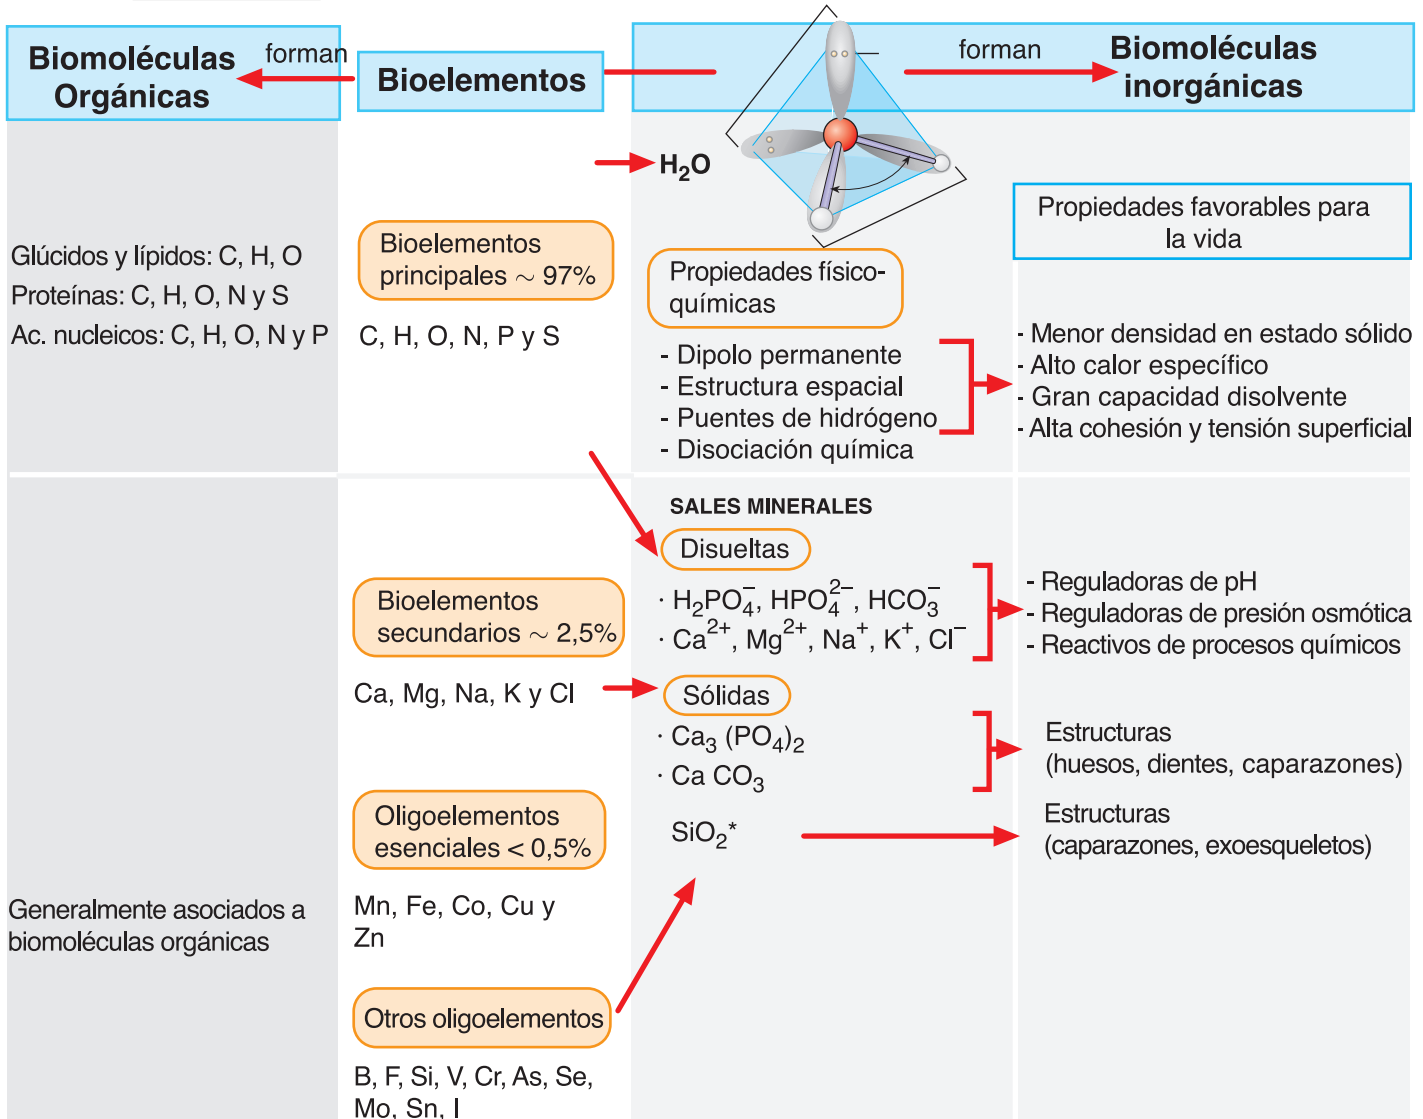 Biomoléculas
Orgánicas
forman
Bioelementos
forman
Biomoléculas
inorgánicas
Glúcidos y lípidos: C, H, O
Proteínas: C, H, O, N y S
Ac. nucleicos: C, H, O, N y P
Bioelementos
principales ~ 97%
C, H, O, N, P y S
H₂O
Propiedades físico-
químicas
- Dipolo permanente
- Estructura espacial
- Puentes de hidrógeno
- Disociación química
Propiedades favorables para
la vida
- Menor densidad en estado sólido
- Alto calor específico
- Gran capacidad disolvente
- Alta cohesión y tensión superficial
Generalmente asociados a
biomoléculas orgánicas
Bioelementos
secundarios ~ 2,5%
Ca, Mg, Na, K y Cl
Oligoelementos
esenciales < 0,5%
Mn, Fe, Co, Cu y
Zn
Otros oligoelementos
B, F, Si, V, Cr, As, Se,
Mo, Sn, I
SALES MINERALES
Disueltas
· H₂PO₄⁻, HPO₄²⁻, HCO₃⁻
· Ca²⁺, Mg²⁺, Na⁺, K⁺, Cl⁻
- Reguladoras de pH
- Reguladoras de presión osmótica
- Reactivos de procesos químicos
Sólidas
· Ca₃ (PO₄)₂
· Ca CO₃
Estructuras
(huesos, dientes, caparazones)
SiO₂*
Estructuras
(caparazones, exoesqueletos)